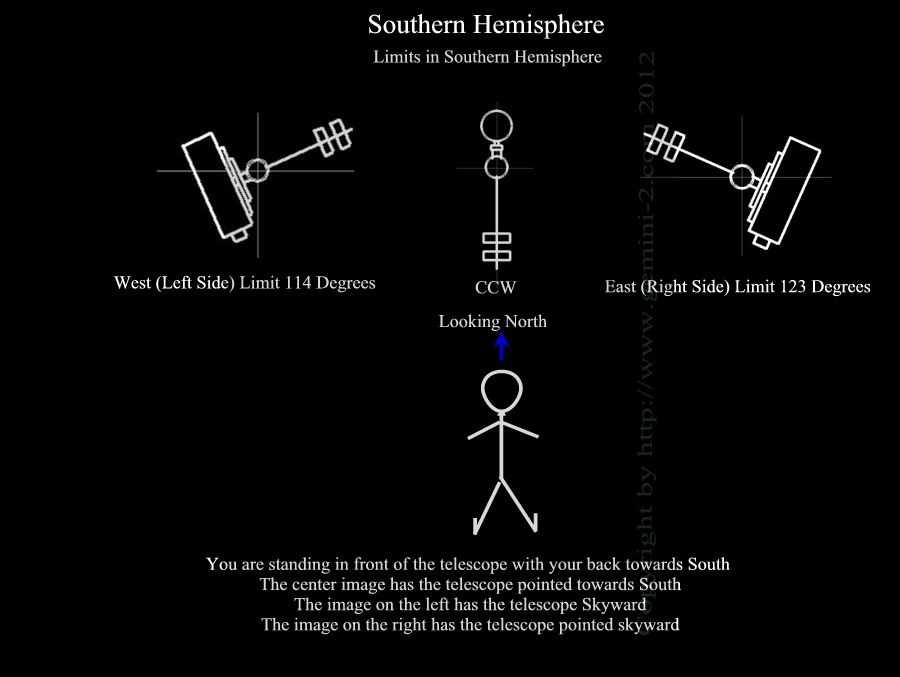 Southern Hemisphere
Limits in Southern Hemisphere
West (Left Side) Limit 114 Degrees
CCW
East (Right Side) Limit 123 Degrees
Looking North
You are standing in front of the telescope with your back towards South
The center image has the telescope pointed towards South
The image on the left has the telescope Skyward
The image on the right has the telescope pointed skyward
by http://www.gemini-2.com 2012